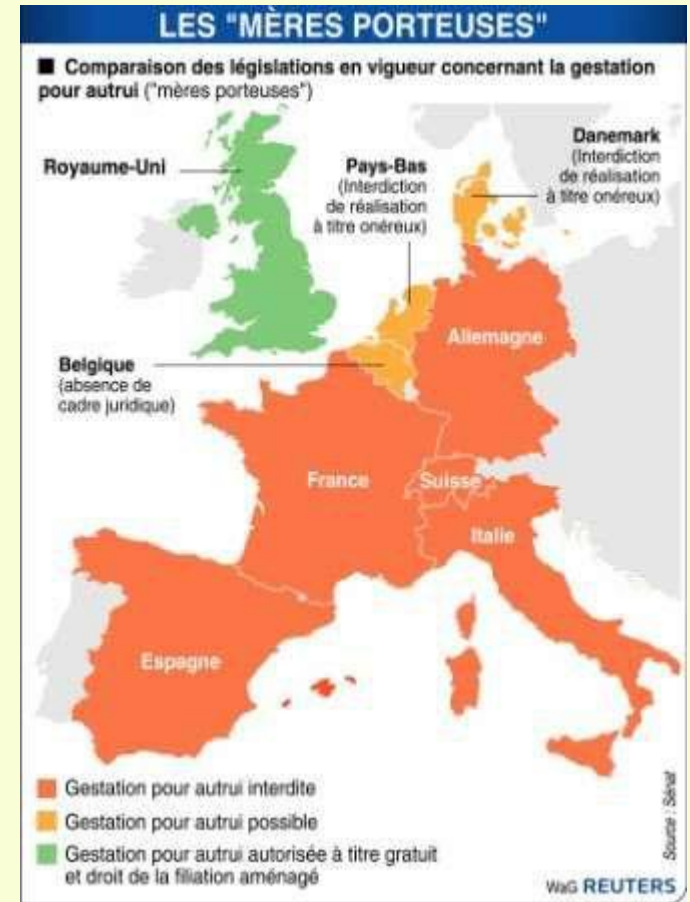 LES "MÈRES PORTEUSES"
■ Comparaison des législations en vigueur concernant la gestation
pour autrui ("mères porteuses")
Royaume-Uni
Pays-Bas
(Interdiction
de réalisation
à titre onéreux)
Danemark
(Interdiction
de réalisation
à titre onéreux)
Belgique
(absence de
cadre juridique)
Allemagne
France
Suisse
Italie
Espagne
Gestation pour autrui interdite
Gestation pour autrui possible
Gestation pour autrui autorisée à titre gratuit
et droit de la filiation aménagé
Source : Sénat
WaG REUTERS